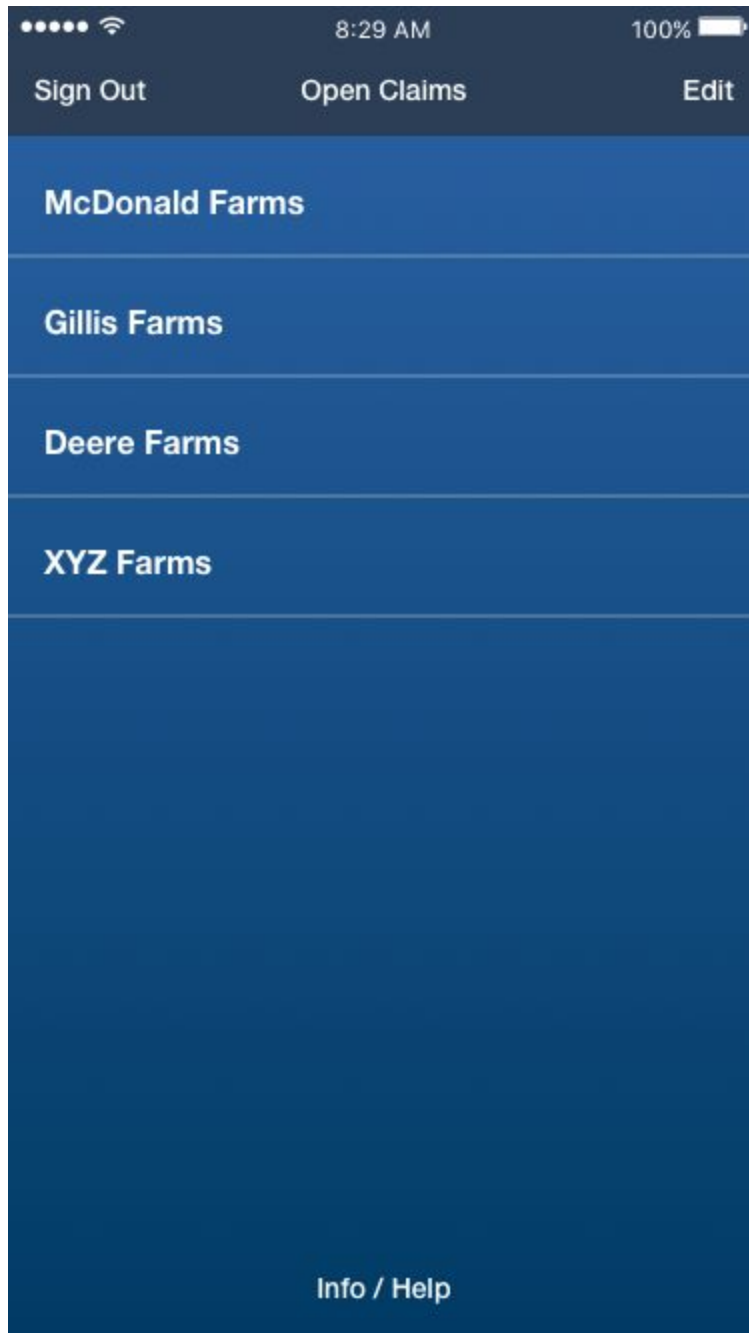 8:29 AM 100%
Sign Out Open Claims Edit
McDonald Farms
Gillis Farms
Deere Farms
XYZ Farms
Info / Help